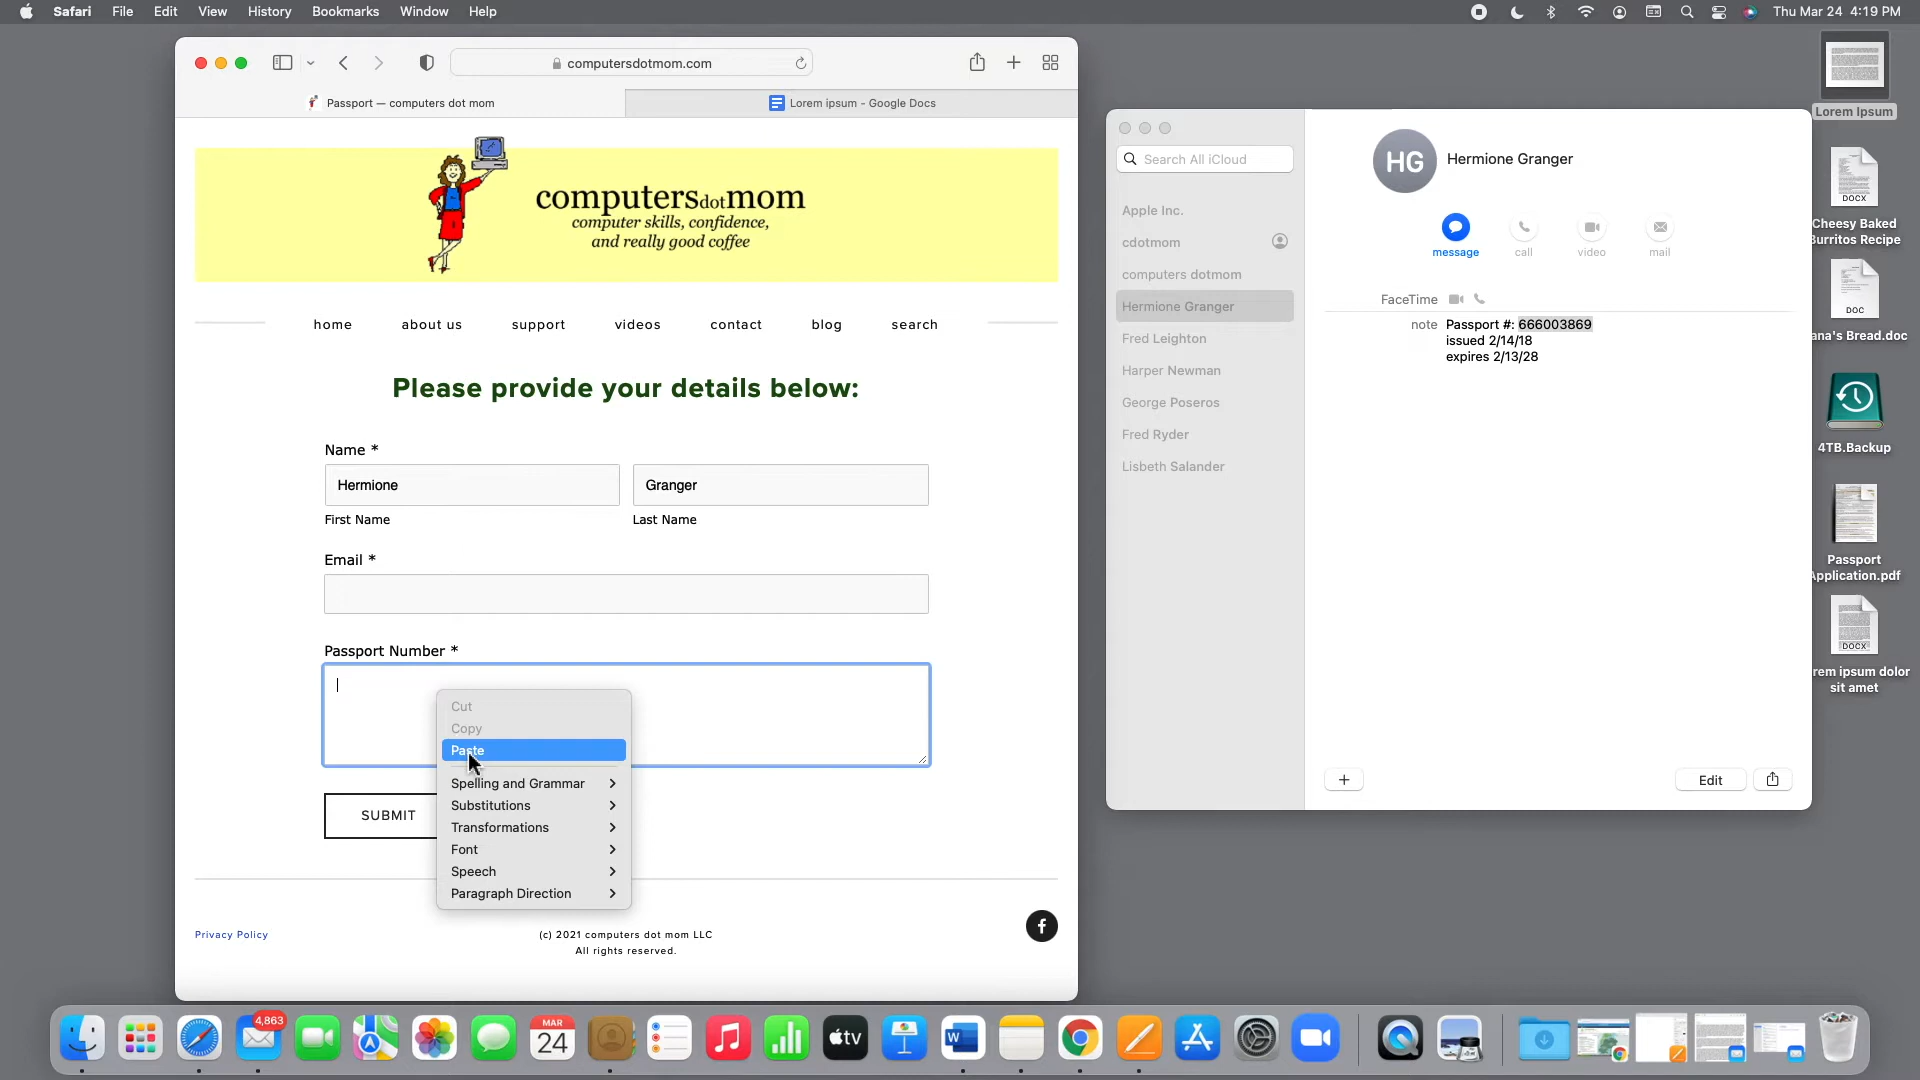 Safari File Edit View History Bookmarks Window Help
Thu Mar 24 4:19 PM
computersdotmom.com
Passport — computers dot mom
Lorem ipsum - Google Docs
computersdotmom
computer skills, confidence,
and really good coffee
home about us support videos contact blog search
Please provide your details below:
Name *
Hermione
Granger
First Name
Last Name
Email *
Passport Number *
Cut
Copy
Paste
Spelling and Grammar
Substitutions
Transformations
Font
Speech
Paragraph Direction
SUBMIT
Privacy Policy
(c) 2021 computers dot mom LLC
All rights reserved.
Search All iCloud
Apple Inc.
cdotmom
computers dotmom
Hermione Granger
Fred Leighton
Harper Newman
George Poseros
Fred Ryder
Lisbeth Salander
HG
Hermione Granger
message call video mail
FaceTime
note Passport #: 666003869
issued 2/14/18
expires 2/13/28
Edit
Lorem Ipsum
DOCX
Cheesy Baked
Burritos Recipe
DOC
ana's Bread.doc
4TB.Backup
Passport
Application.pdf
DOCX
rem ipsum dolor
sit amet
4,863
MAR
24
tv
W